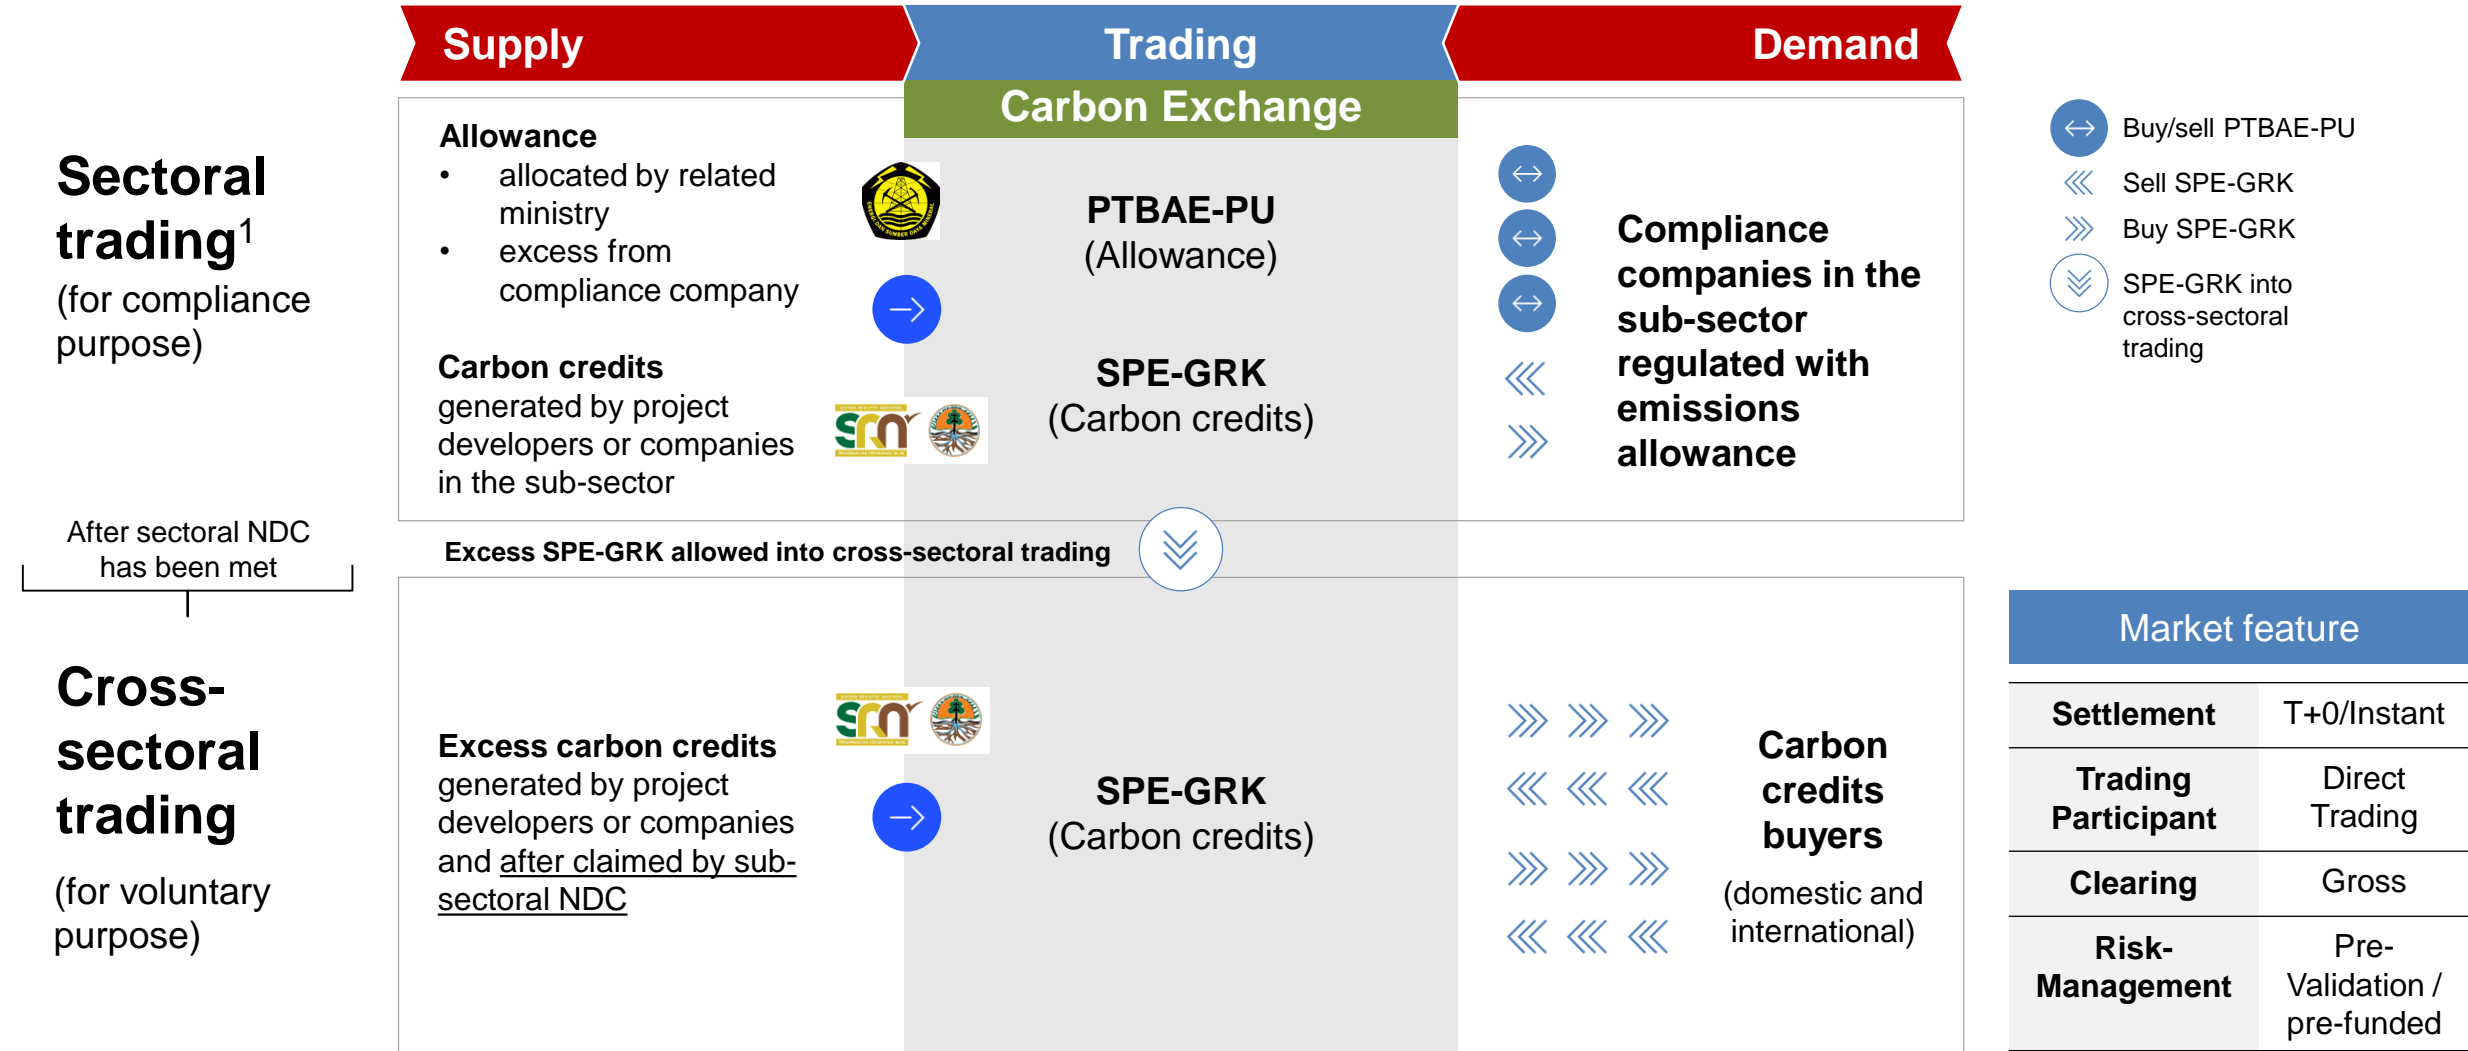 Supply
Trading
Demand
Carbon Exchange
Sectoral
trading1
(for compliance
purpose)
Allowance
• allocated by related
ministry
• excess from
compliance company
Carbon credits
generated by project
developers or companies
in the sub-sector
PTBAE-PU
(Allowance)
SPE-GRK
(Carbon credits)
Compliance
companies in the
sub-sector
regulated with
emissions
allowance
Buy/sell PTBAE-PU
Sell SPE-GRK
Buy SPE-GRK
SPE-GRK into
cross-sectoral
trading
After sectoral NDC
has been met
Excess SPE-GRK allowed into cross-sectoral trading
Cross-
sectoral
trading
(for voluntary
purpose)
Excess carbon credits
generated by project
developers or companies
and after claimed by sub-
sectoral NDC
SRN
SRN
SPE-GRK
(Carbon credits)
Carbon
credits
buyers
(domestic and
international)
Market feature
Settlement T+0/Instant
Trading Direct
Participant Trading
Clearing Gross
Risk- Pre-
Management Validation /
pre-funded